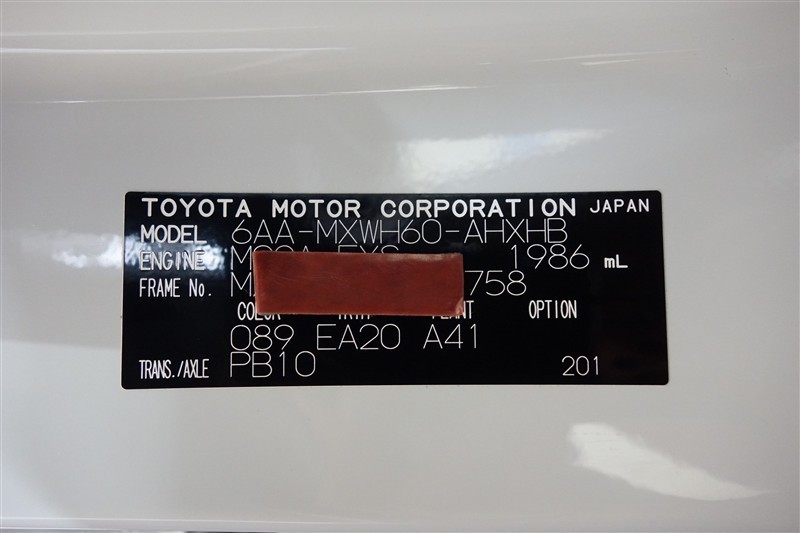 TOYOTA MOTOR CORPORATION JAPAN
MODEL 6AA-MXWH60-AHXHB
ENGINE 1986 mL
FRAME No. 758
COLOR OPTION
089 EA20 A41
TRANS./AXLE PB10 201